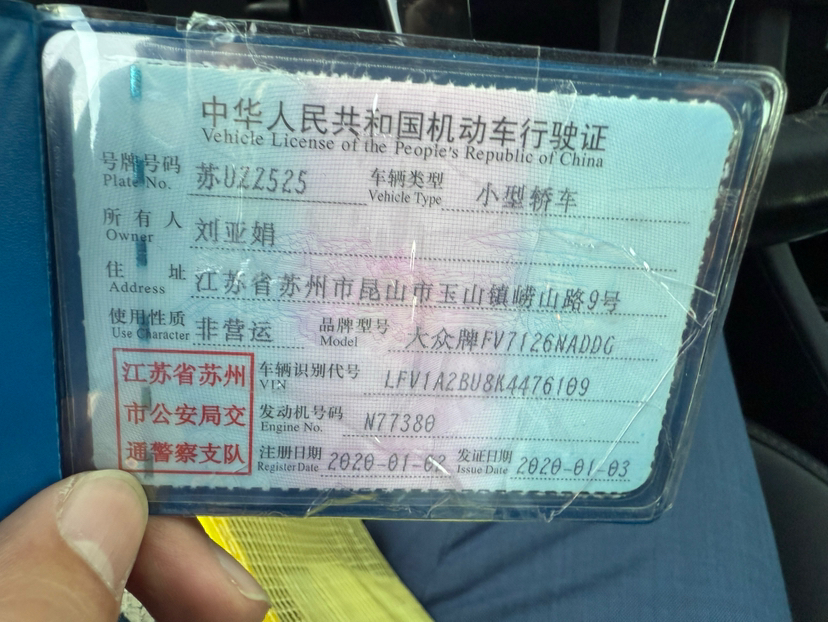 中华人民共和国机动车行驶证
Vehicle License of the People's Republic of China
号牌号码 苏UZZ525 车辆类型 小型轿车
Plate No. Vehicle Type
所有人 刘亚娟
Owner
住址 江苏省苏州市昆山市玉山镇崂山路9号
Address
使用性质 非营运 品牌型号 大众牌FV7126WADDG
Use Character Model
江苏省苏州 车辆识别代号 LFV1A2BU8K4476109
VIN
市公安局交 发动机号码 N77380
Engine No.
通警察支队 注册日期 2020-01-03 发证日期 2020-01-03
Register Date Issue Date